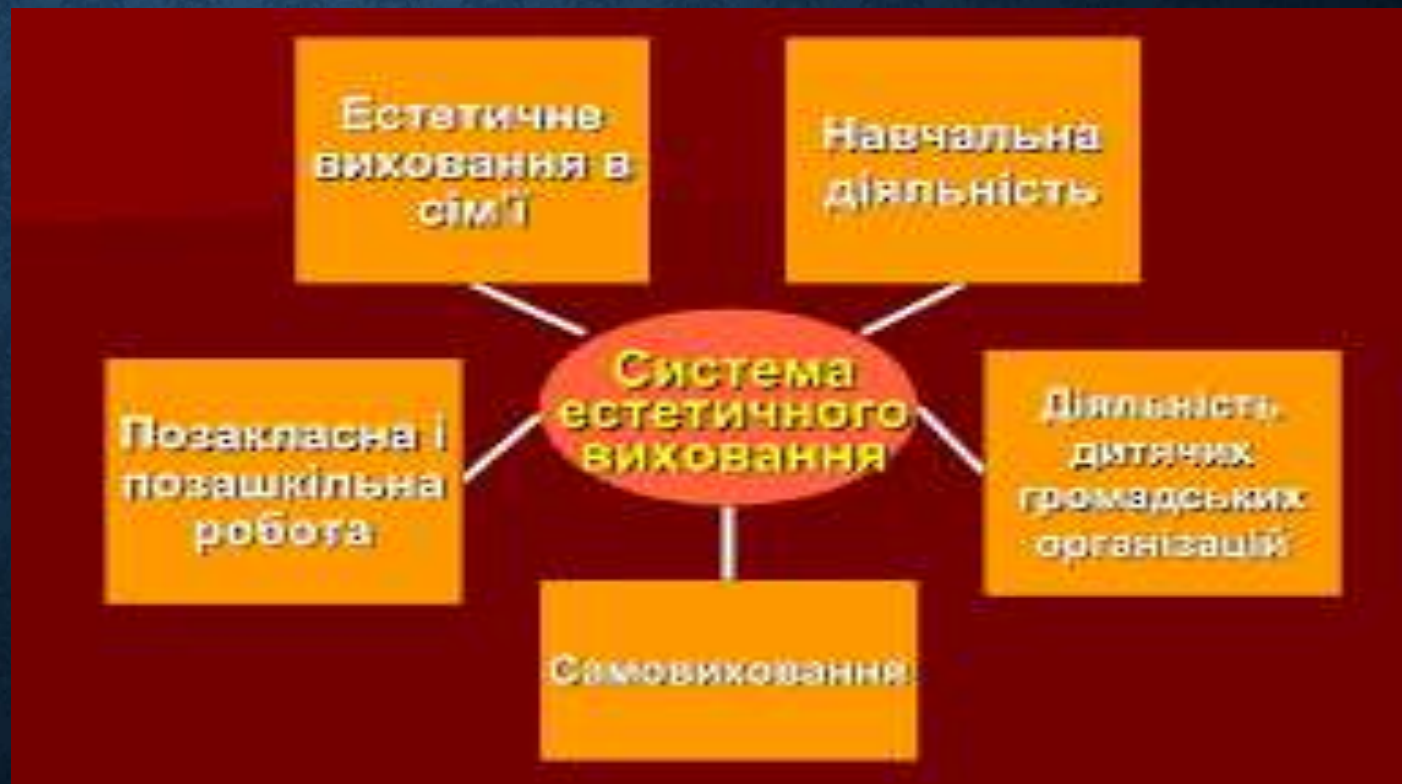 Естетичне
виховання в
сім'ї
Навчальна
діяльність
Система
естетичного
виховання
Позакласна і
позашкільна
робота
Діяльність
дитячих
громадських
організацій
Самовиховання